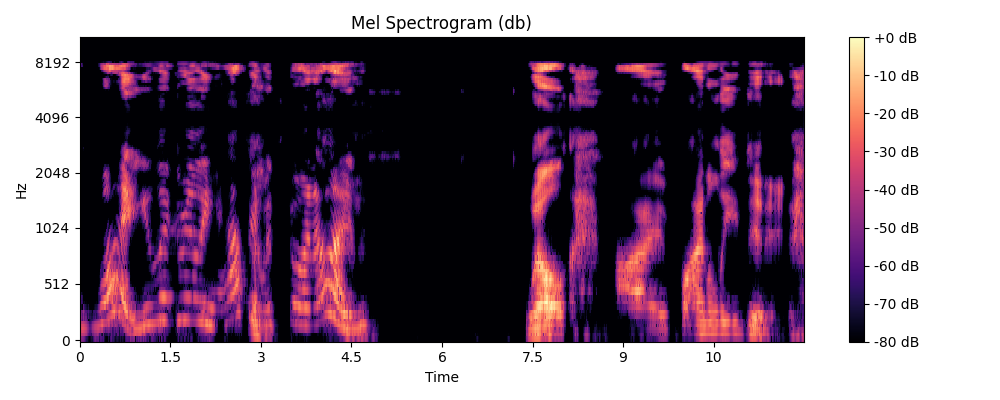 Mel Spectrogram (db)
8192
4096
2048
1024
512
0
Hz
0 1.5 3 4.5 6 7.5 9 10
Time
+0 dB
-10 dB
-20 dB
-30 dB
-40 dB
-50 dB
-60 dB
-70 dB
-80 dB